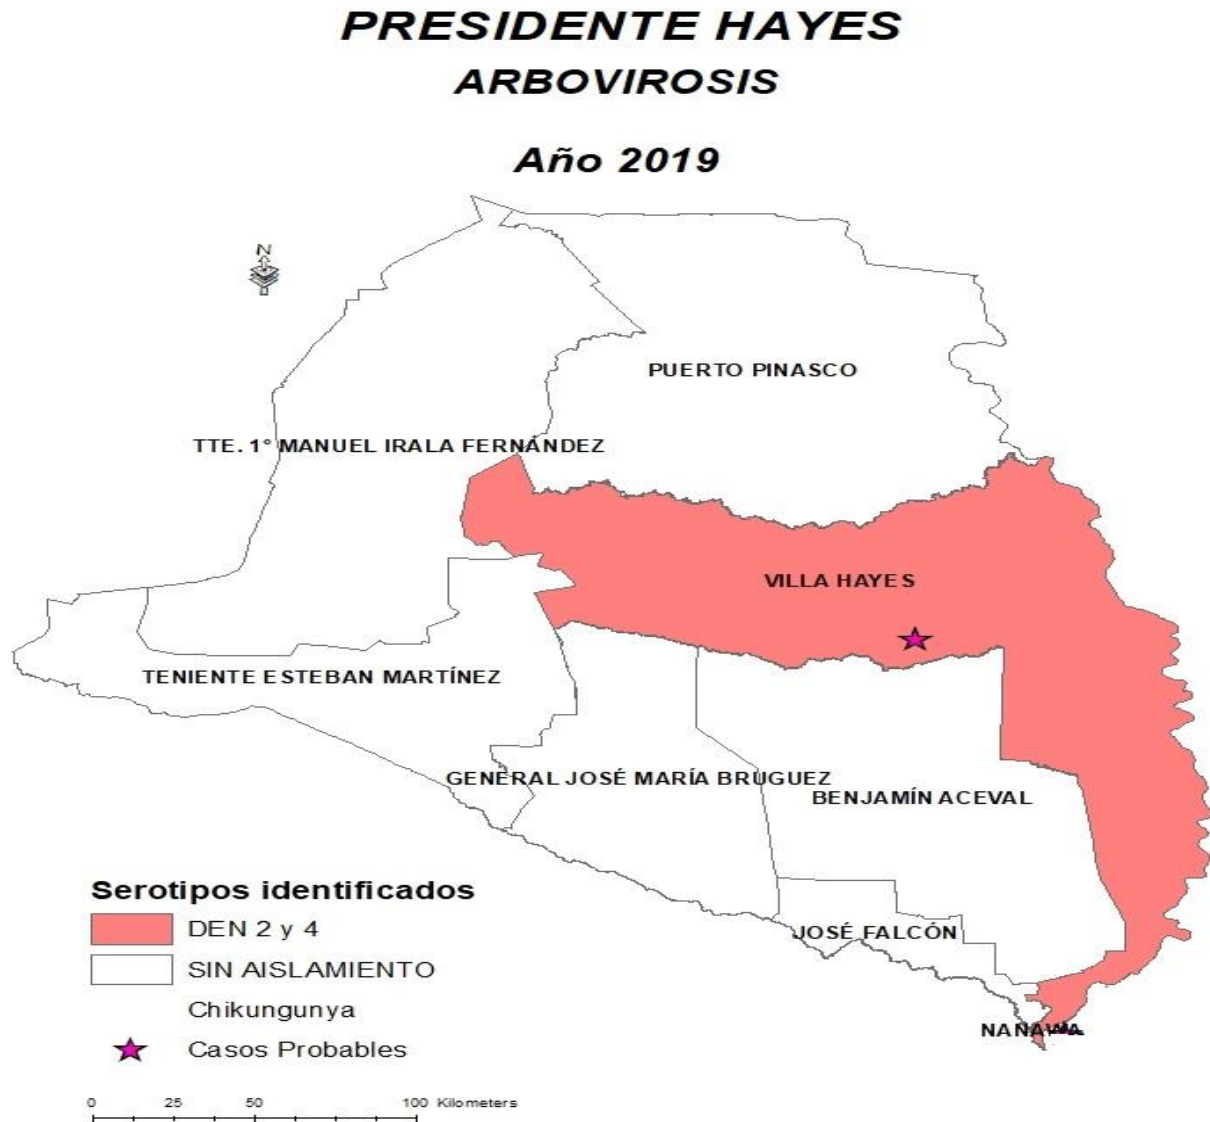 PRESIDENTE HAYES
ARBOVIROSIS
Año 2019
N
PUERTO PINASCO
TTE. 1° MANUEL IRALA FERNÁNDEZ
VILLA HAYES
TENIENTE ESTEBAN MARTÍNEZ
GENERAL JOSÉ MARÍA BRUGUEZ
BENJAMÍN ACEVAL
JOSÉ FALCÓN
Serotipos identificados
DEN 2 y 4
SIN AISLAMIENTO
Chikungunya
Casos Probables
0 25 50 100 Kilometers